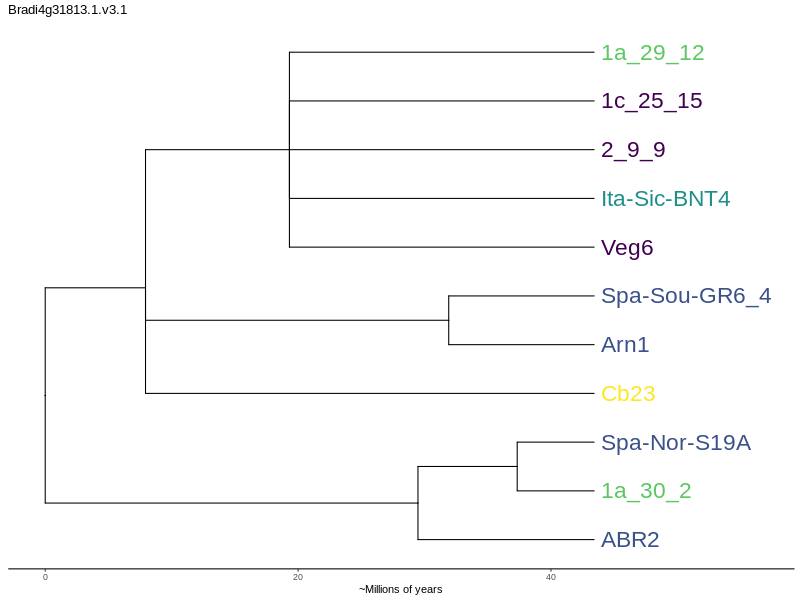 Bradi4g31813.1.v3.1
1a_29_12
1c_25_15
2_9_9
Ita-Sic-BNT4
Veg6
Spa-Sou-GR6_4
Arn1
Cb23
Spa-Nor-S19A
1a_30_2
ABR2
0 20 40
~Millions of years